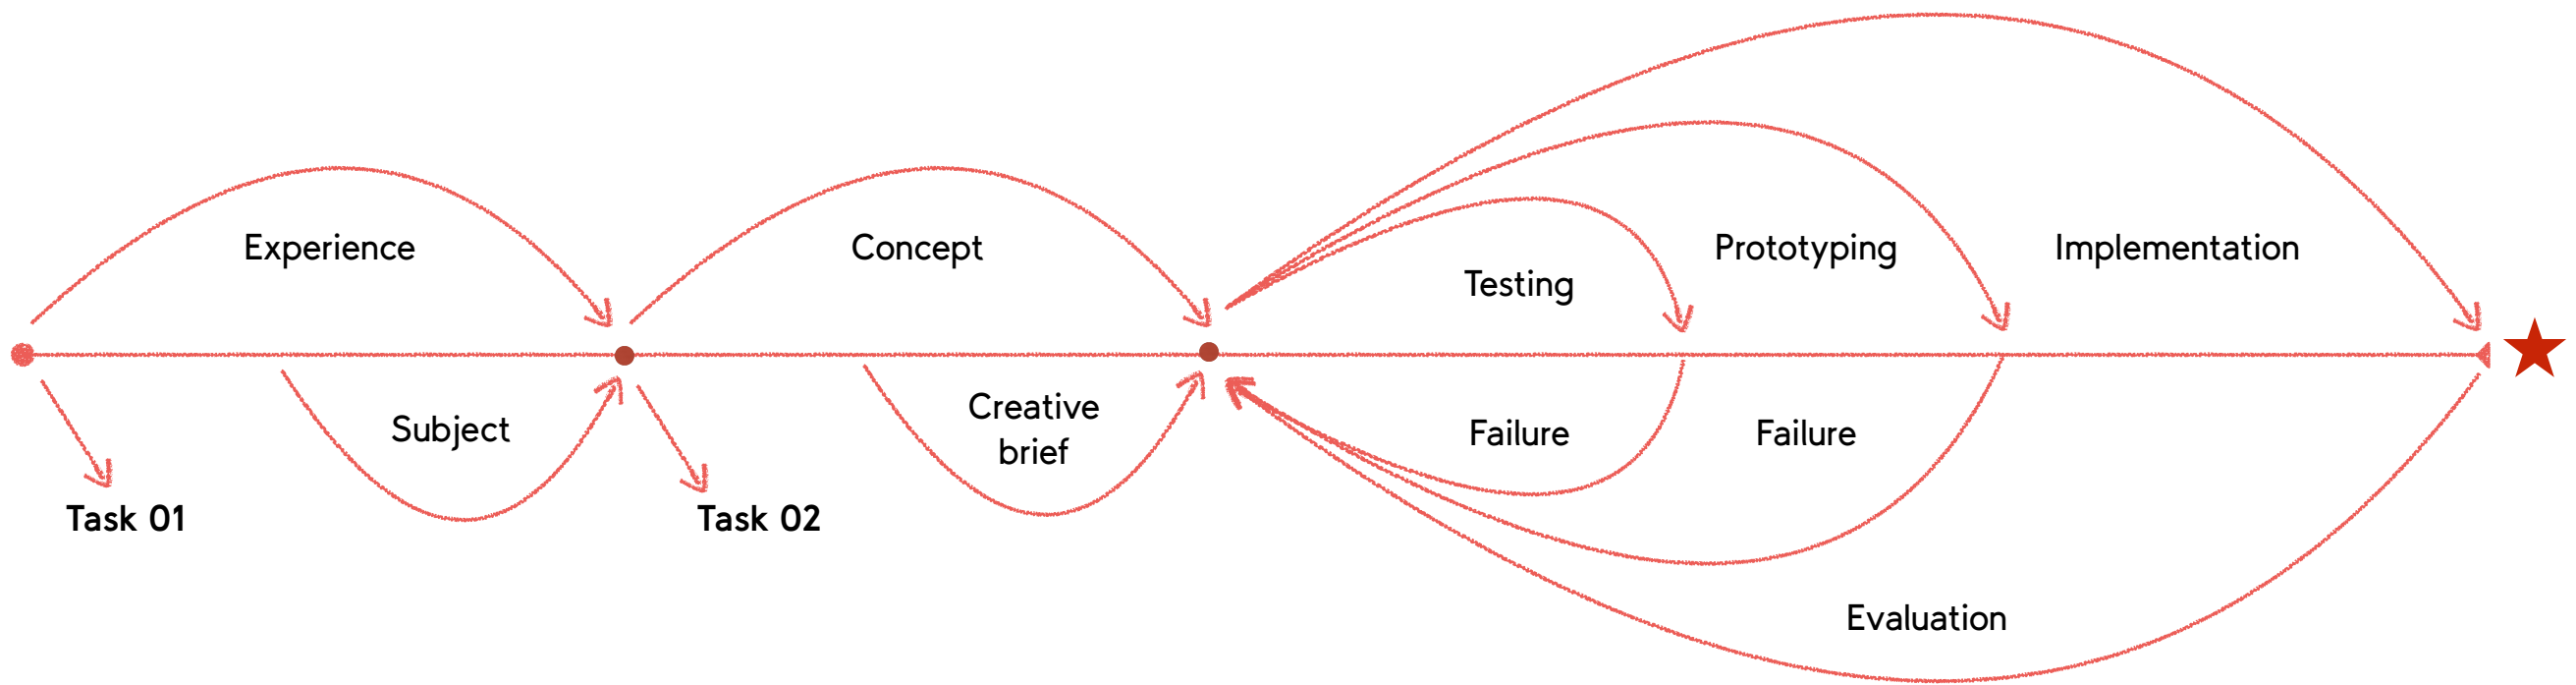 Experience
Concept
Testing
Prototyping
Implementation
Subject
Creative
brief
Failure
Failure
Task 01
Task 02
Evaluation